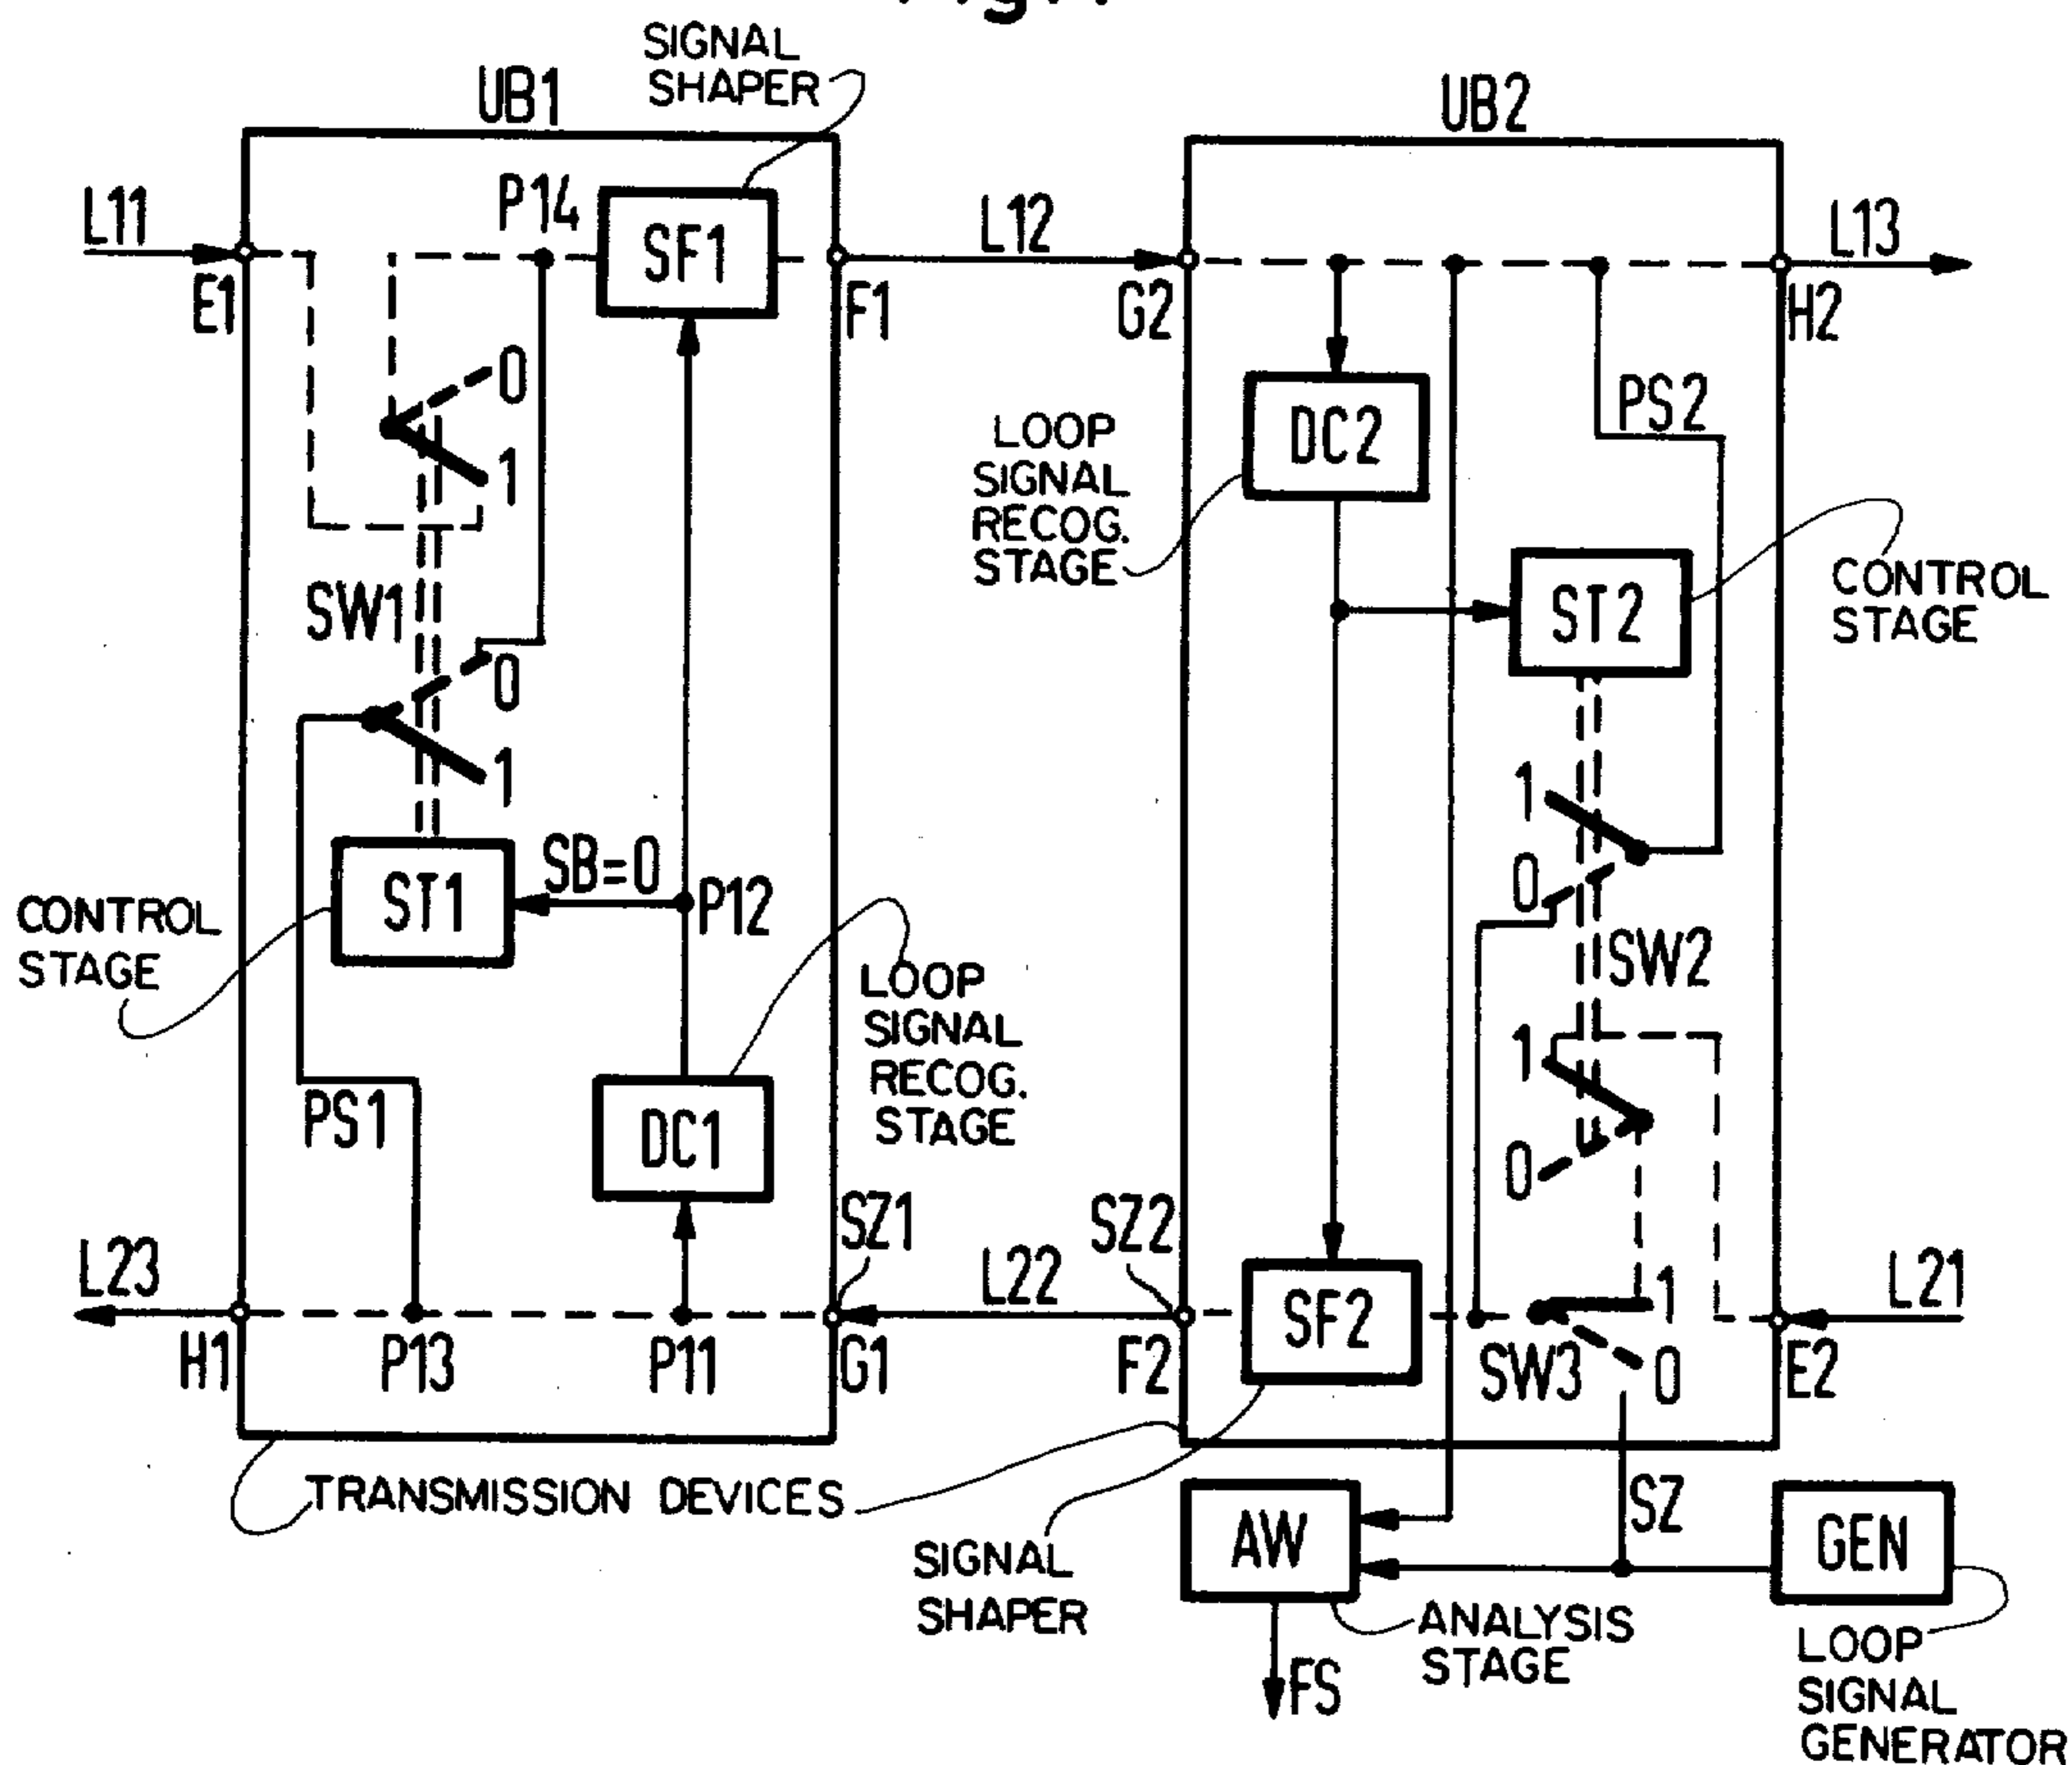 SIGNAL
SHAPER
UB1
UB2
L11
P14
SF1
L12
L13
E1
F1
G2
H2
0
1
DC2
PS2
LOOP
SIGNAL
RECOG.
STAGE
SW1
ST2
CONTROL
STAGE
0
1
1
0
SB=0
ST1
P12
CONTROL
STAGE
SW2
LOOP
SIGNAL
RECOG.
STAGE
1
0
PS1
DC1
SZ1
SZ2
L23
L22
SF2
1
L21
H1
P13
P11
G1
F2
SW3
0
E2
TRANSMISSION DEVICES
SZ
AW
GEN
SIGNAL
SHAPER
ANALYSIS
STAGE
FS
LOOP
SIGNAL
GENERATOR